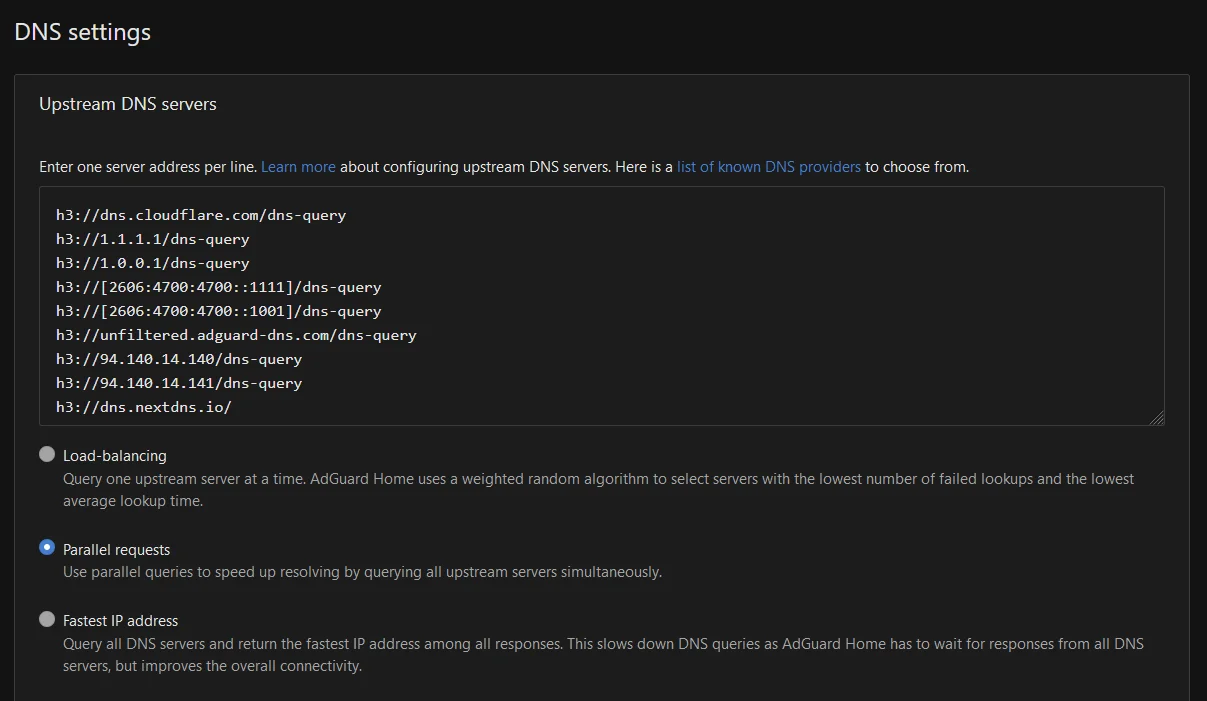 DNS settings
Upstream DNS servers
Enter one server address per line. Learn more about configuring upstream DNS servers. Here is a list of known DNS providers to choose from.
h3://dns.cloudflare.com/dns-query
h3://1.1.1.1/dns-query
h3://1.0.0.1/dns-query
h3://[2606:4700:4700::1111]/dns-query
h3://[2606:4700:4700::1001]/dns-query
h3://unfiltered.adguard-dns.com/dns-query
h3://94.140.14.140/dns-query
h3://94.140.14.141/dns-query
h3://dns.nextdns.io/
Load-balancing
Query one upstream server at a time. AdGuard Home uses a weighted random algorithm to select servers with the lowest number of failed lookups and the lowest
average lookup time.
Parallel requests
Use parallel queries to speed up resolving by querying all upstream servers simultaneously.
Fastest IP address
Query all DNS servers and return the fastest IP address among all responses. This slows down DNS queries as AdGuard Home has to wait for responses from all DNS
servers, but improves the overall connectivity.